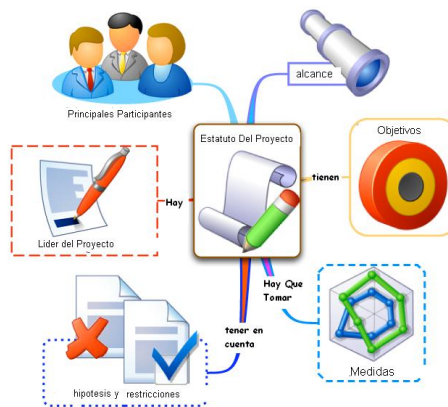 Principales Participantes
alcance
Estatuto Del Proyecto
Objetivos
tienen
Hay
Lider del Proyecto
Hay Que
Tomar
tener en
cuenta
Medidas
hipotesis y restricciones